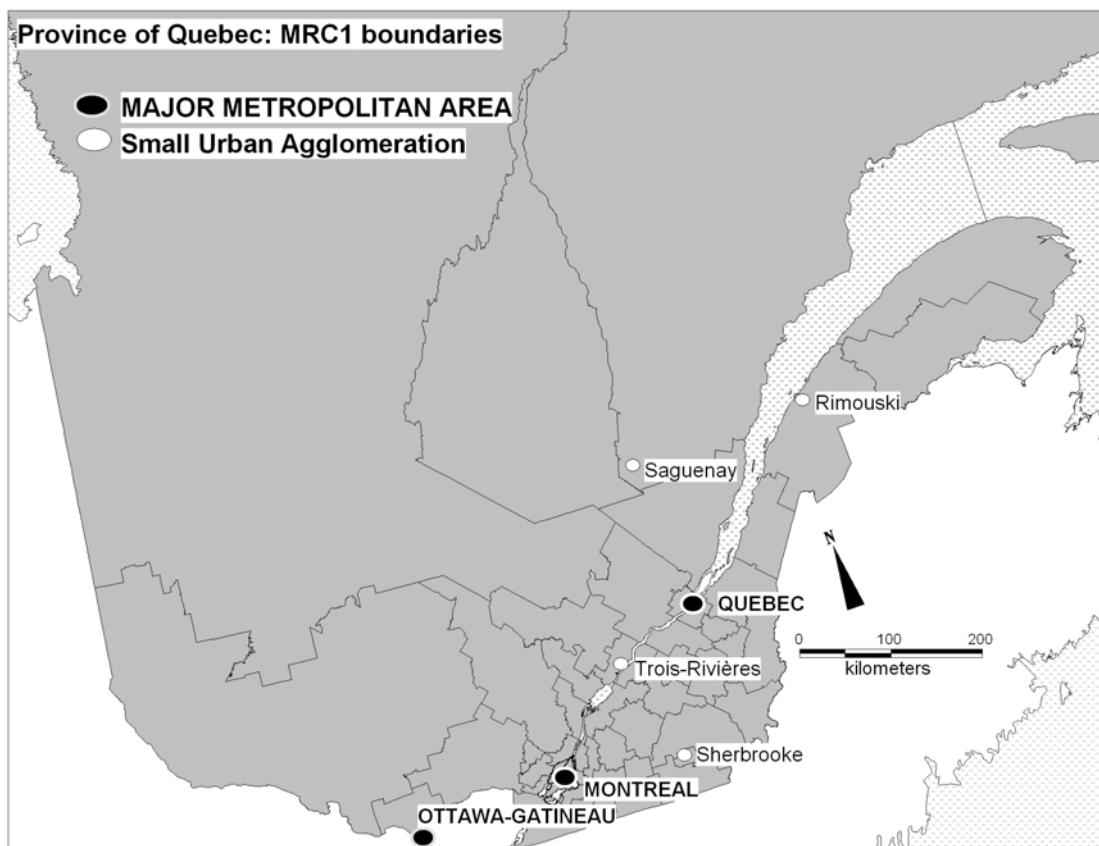 Province of Quebec: MRC1 boundaries
MAJOR METROPOLITAN AREA
Small Urban Agglomeration
Rimouski
Saguenay
N
QUEBEC
0 100 200
kilometers
Trois-Rivières
Sherbrooke
MONTREAL
OTTAWA-GATINEAU